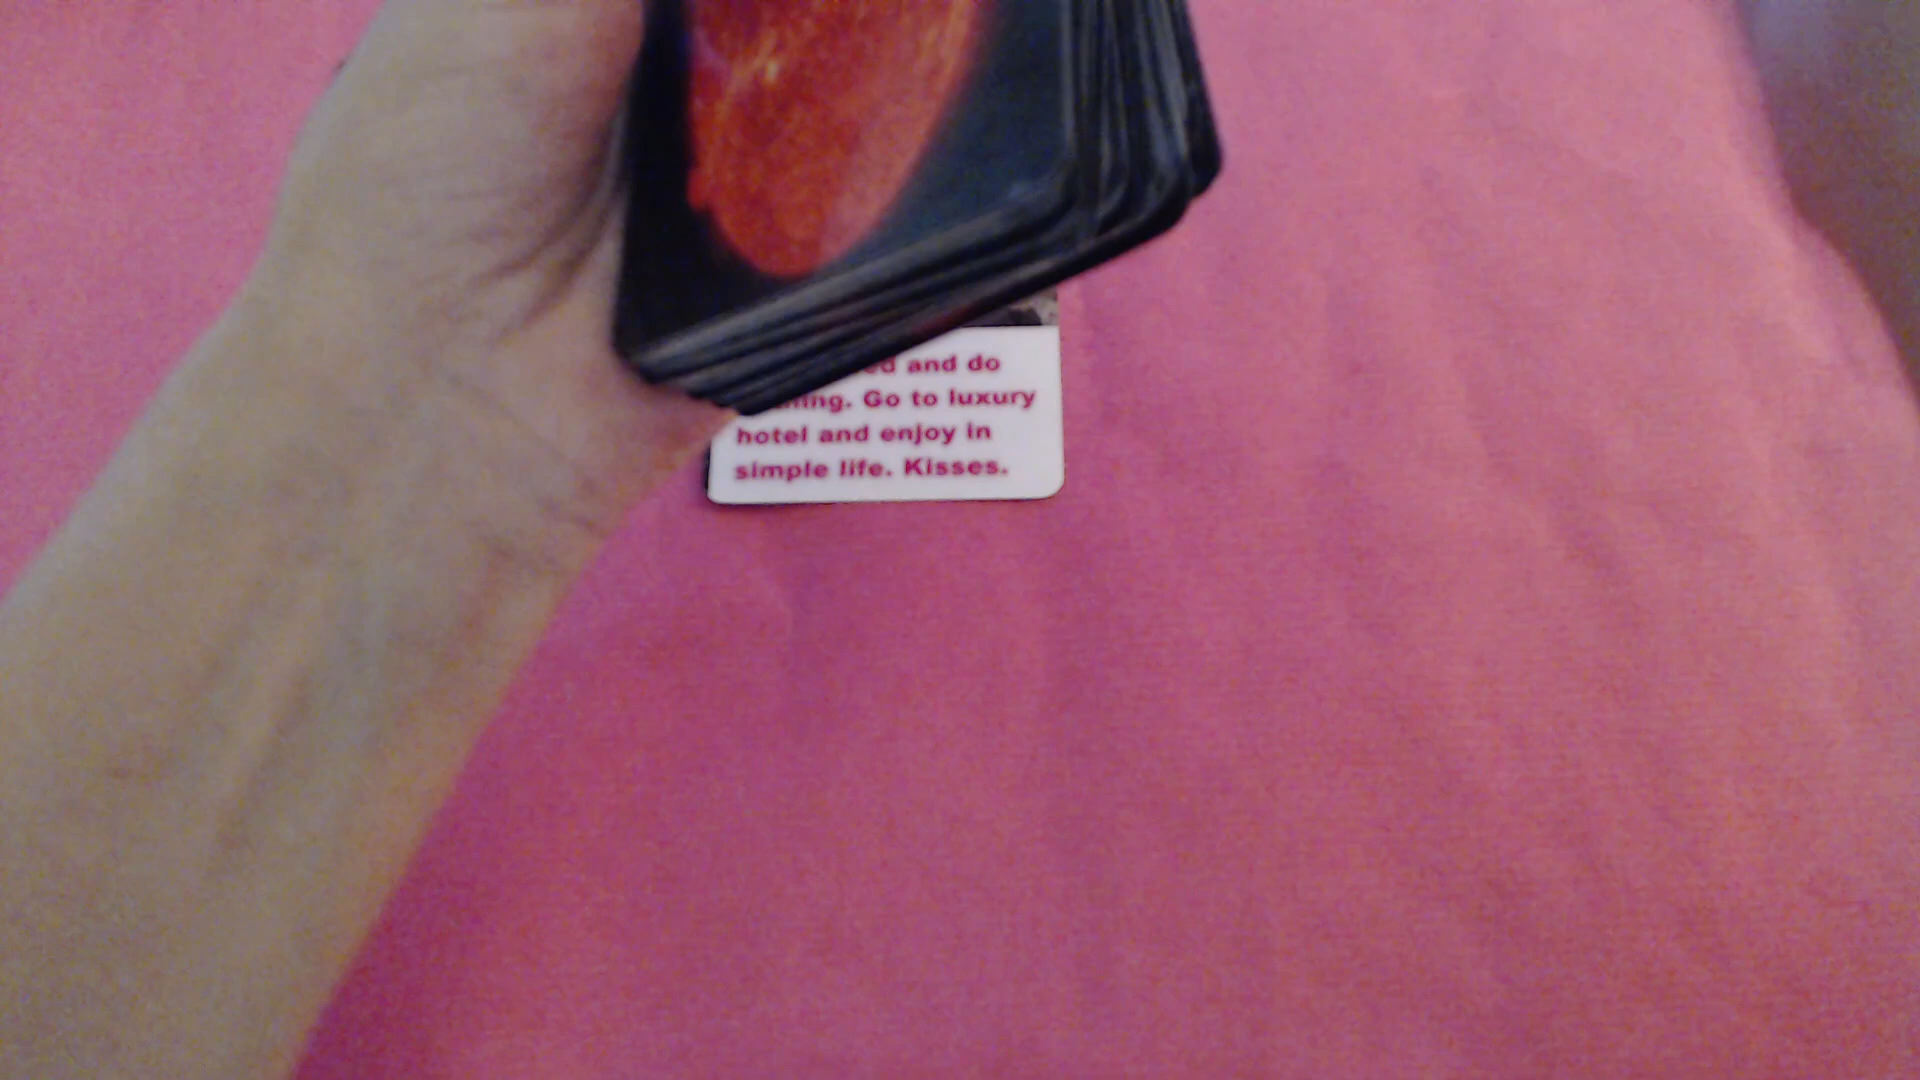 and do
Go to luxury
hotel and enjoy in
simple life. Kisses.